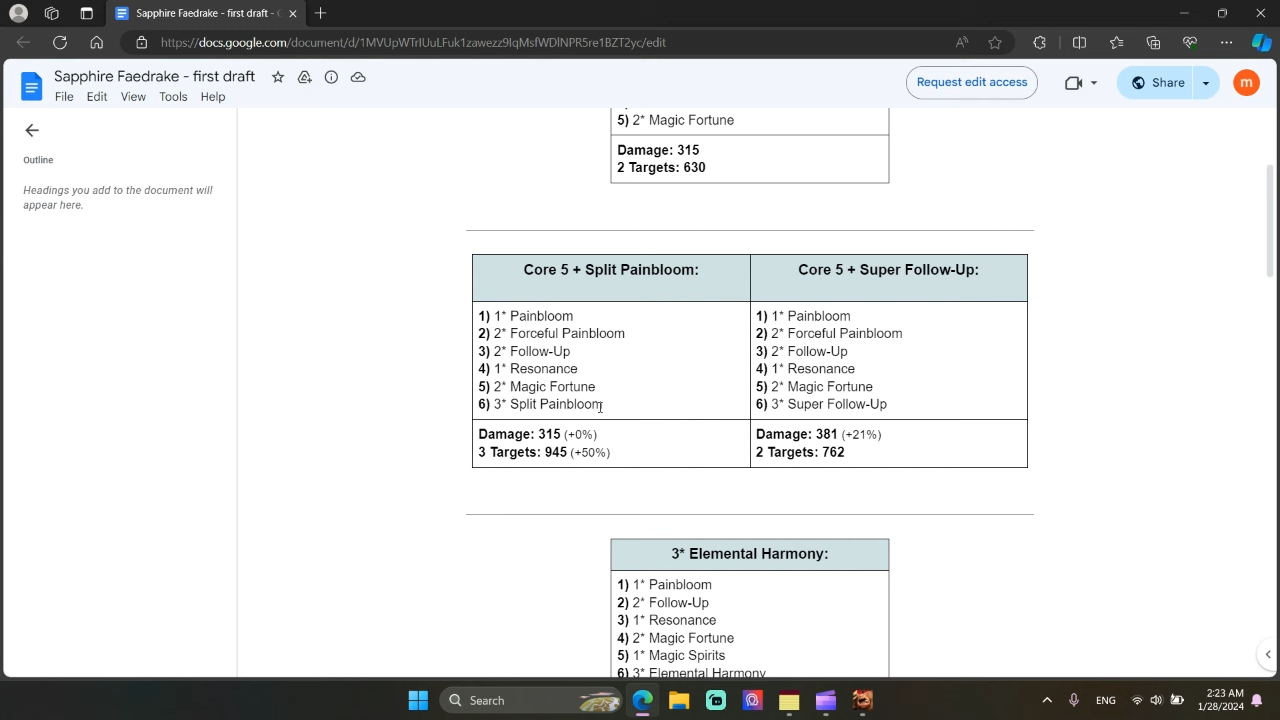 Sapphire Faedrake - first draft - G
https://docs.google.com/document/d/1MVUpWTrIUuLFuk1zawezz9IqMsfWDlNPR5re1BZT2yc/edit
Sapphire Faedrake - first draft
File Edit View Tools Help
Request edit access
Share
m
Outline
Headings you add to the document will
appear here.
5) 2* Magic Fortune
Damage: 315
2 Targets: 630
Core 5 + Split Painbloom:
1) 1* Painbloom
2) 2* Forceful Painbloom
3) 2* Follow-Up
4) 1* Resonance
5) 2* Magic Fortune
6) 3* Split Painbloom
Damage: 315 (+0%)
3 Targets: 945 (+50%)
Core 5 + Super Follow-Up:
1) 1* Painbloom
2) 2* Forceful Painbloom
3) 2* Follow-Up
4) 1* Resonance
5) 2* Magic Fortune
6) 3* Super Follow-Up
Damage: 381 (+21%)
2 Targets: 762
3* Elemental Harmony:
1) 1* Painbloom
2) 2* Follow-Up
3) 1* Resonance
4) 2* Magic Fortune
5) 1* Magic Spirits
6) 3* Elemental Harmony
Search
ENG
2:23 AM
1/28/2024